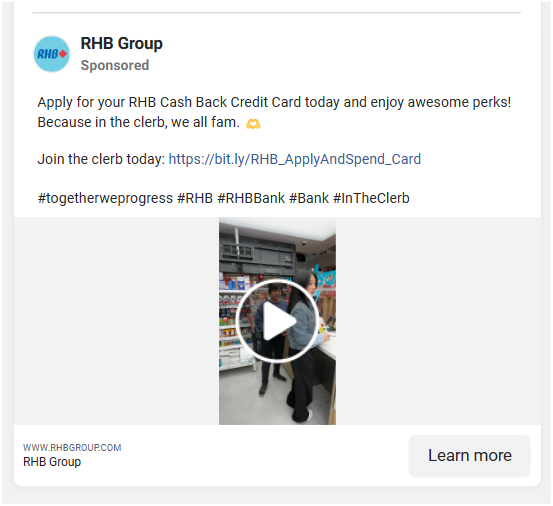 RHB Group
RHB
Sponsored
Apply for your RHB Cash Back Credit Card today and enjoy awesome perks!
Because in the clerb, we all fam. 🫶
Join the clerb today: https://bit.ly/RHB_ApplyAndSpend_Card
#togetherweprogress #RHB #RHBBank #Bank #InTheClerb
WWW.RHBGROUP.COM
RHB Group
Learn more